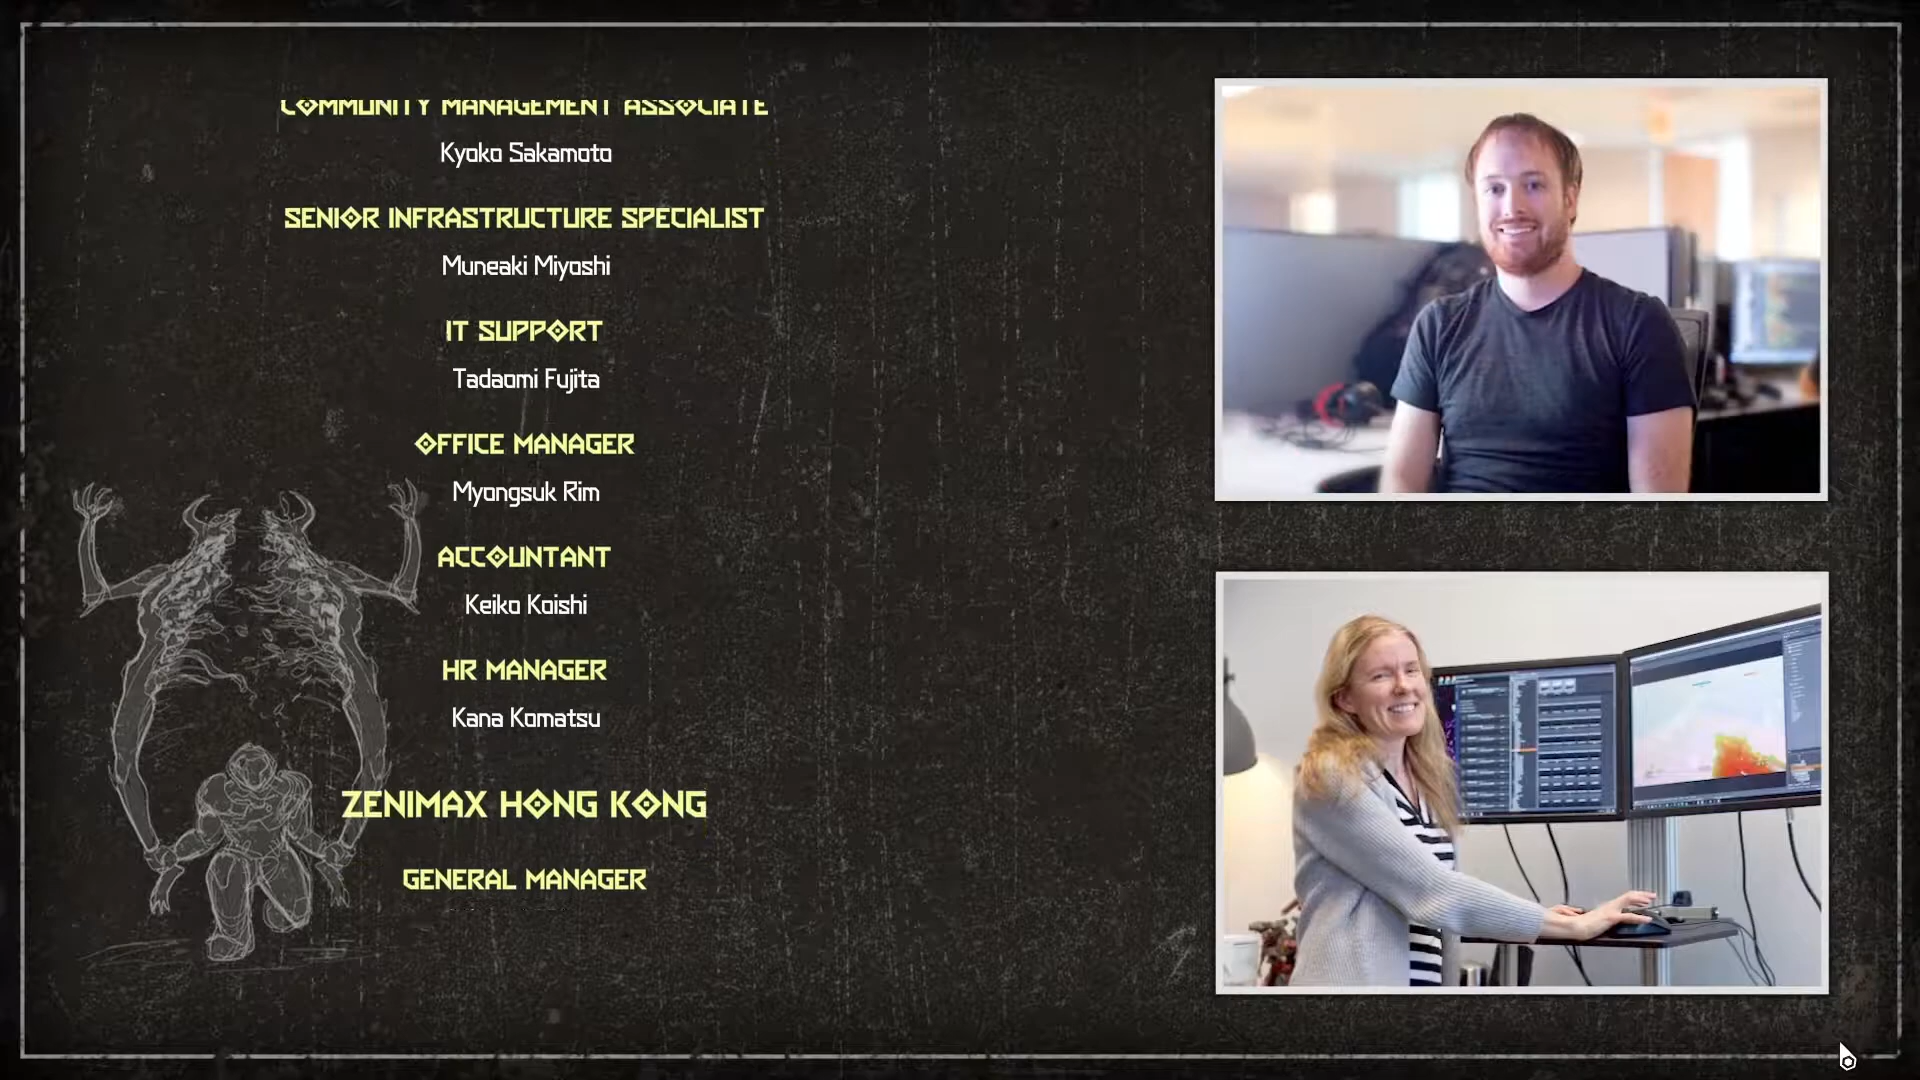 COMMUNITY MANAGEMENT ASSOCIATE
Kyoko Sakamoto
SENIOR INFRASTRUCTURE SPECIALIST
Muneaki Miyoshi
IT SUPPORT
Tadaomi Fujita
OFFICE MANAGER
Myongsuk Rim
ACCOUNTANT
Keiko Koishi
HR MANAGER
Kana Komatsu
ZENIMAX HONG KONG
GENERAL MANAGER